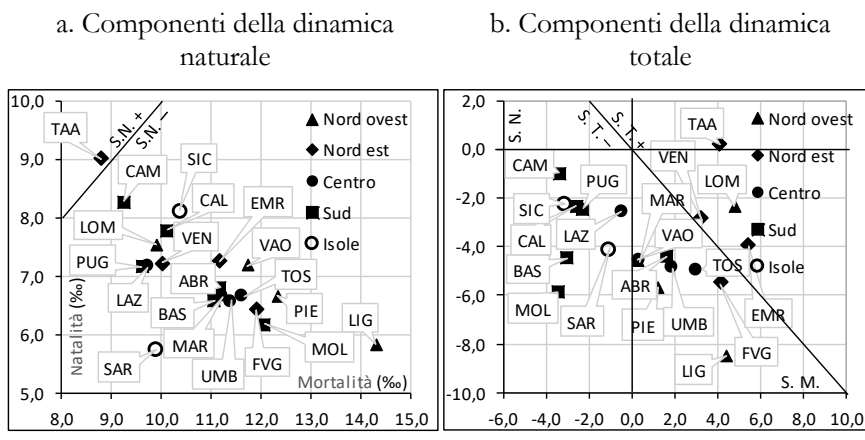 a. Componenti della dinamica
naturale
10,0
9,0
8,0
7,0
6,0
5,0
8,0 9,0 10,0 11,0 12,0 13,0 14,0 15,0
Natalità (‰)
Mortalità (‰)
S.N. +
S.N. –
TAA
CAM
SIC
CAL
LOM
VEN
EMR
VAO
PUG
LAZ
ABR
TOS
PIE
BAS
LIG
SAR
MAR
UMB
FVG
MOL
Nord ovest
Nord est
Centro
Sud
Isole
b. Componenti della dinamica
totale
2,0
0,0
-2,0
-4,0
-6,0
-8,0
-10,0
-6,0 -4,0 -2,0 0,0 2,0 4,0 6,0 8,0 10,0
S. N.
S. M.
S. T. –
S. T. +
TAA
VEN
CAM
PUG
MAR
LOM
SIC
LAZ
VAO
CAL
BAS
ABR
TOS
MOL
SAR
PIE
UMB
EMR
FVG
LIG
Nord ovest
Nord est
Centro
Sud
Isole